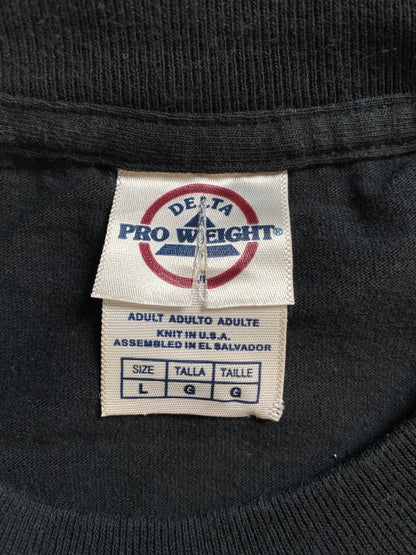 DELTA
PRO WEIGHT®
ADULT ADULTO ADULTE
KNIT IN U.S.A.
ASSEMBLED IN EL SALVADOR
SIZE TALLA TAILLE
L G G